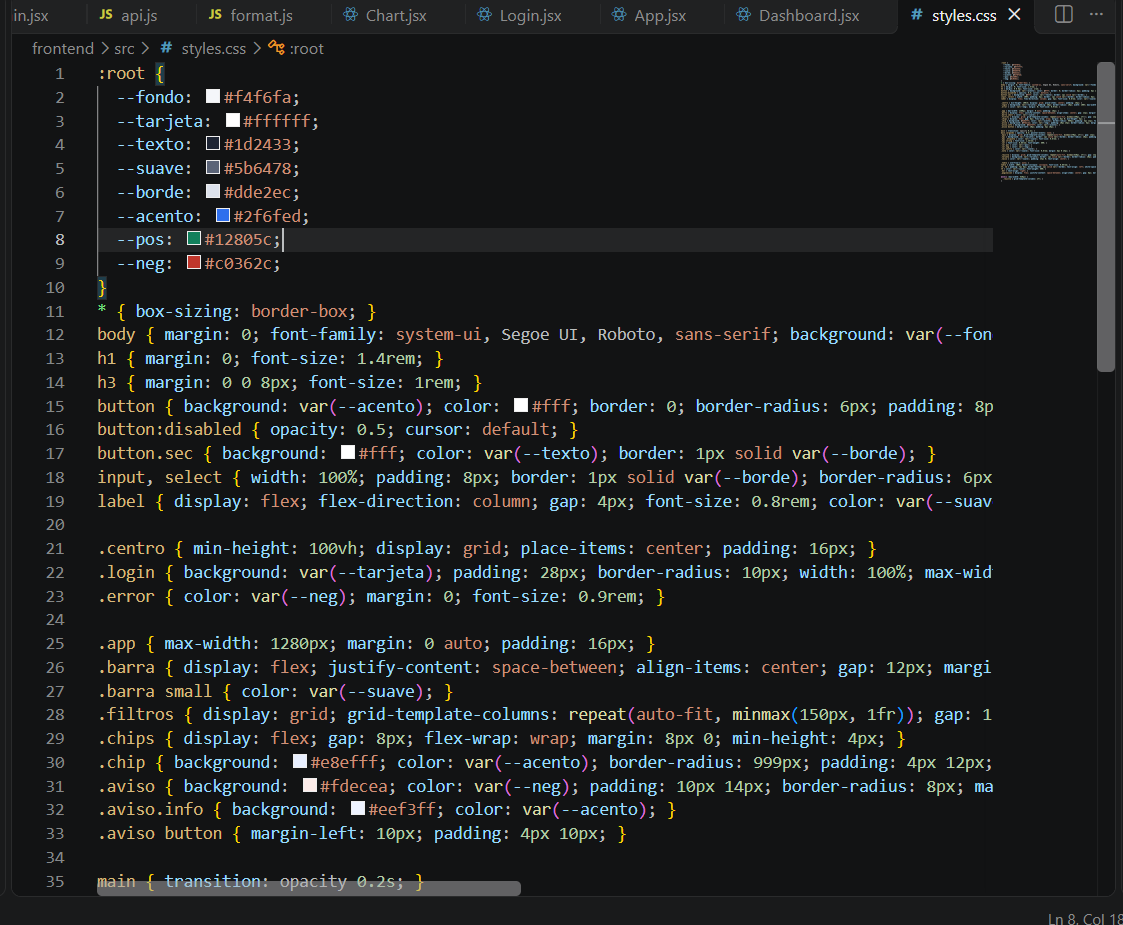 in.jsx JS api.js JS format.js Chart.jsx Login.jsx App.jsx Dashboard.jsx # styles.css
frontend > src > # styles.css > :root
1 :root {
2 --fondo: #f4f6fa;
3 --tarjeta: #ffffff;
4 --texto: #1d2433;
5 --suave: #5b6478;
6 --borde: #dde2ec;
7 --acento: #2f6fed;
8 --pos: #12805c;
9 --neg: #c0362c;
10 }
11 * { box-sizing: border-box; }
12 body { margin: 0; font-family: system-ui, Segoe UI, Roboto, sans-serif; background: var(--fon
13 h1 { margin: 0; font-size: 1.4rem; }
14 h3 { margin: 0 0 8px; font-size: 1rem; }
15 button { background: var(--acento); color: #fff; border: 0; border-radius: 6px; padding: 8p
16 button:disabled { opacity: 0.5; cursor: default; }
17 button.sec { background: #fff; color: var(--texto); border: 1px solid var(--borde); }
18 input, select { width: 100%; padding: 8px; border: 1px solid var(--borde); border-radius: 6px
19 label { display: flex; flex-direction: column; gap: 4px; font-size: 0.8rem; color: var(--suav
20
21 .centro { min-height: 100vh; display: grid; place-items: center; padding: 16px; }
22 .login { background: var(--tarjeta); padding: 28px; border-radius: 10px; width: 100%; max-wid
23 .error { color: var(--neg); margin: 0; font-size: 0.9rem; }
24
25 .app { max-width: 1280px; margin: 0 auto; padding: 16px; }
26 .barra { display: flex; justify-content: space-between; align-items: center; gap: 12px; margi
27 .barra small { color: var(--suave); }
28 .filtros { display: grid; grid-template-columns: repeat(auto-fit, minmax(150px, 1fr)); gap: 1
29 .chips { display: flex; gap: 8px; flex-wrap: wrap; margin: 8px 0; min-height: 4px; }
30 .chip { background: #e8efff; color: var(--acento); border-radius: 999px; padding: 4px 12px;
31 .aviso { background: #fdecea; color: var(--neg); padding: 10px 14px; border-radius: 8px; ma
32 .aviso.info { background: #eef3ff; color: var(--acento); }
33 .aviso button { margin-left: 10px; padding: 4px 10px; }
34
35 main { transition: opacity 0.2s; }
Ln 8, Col 18